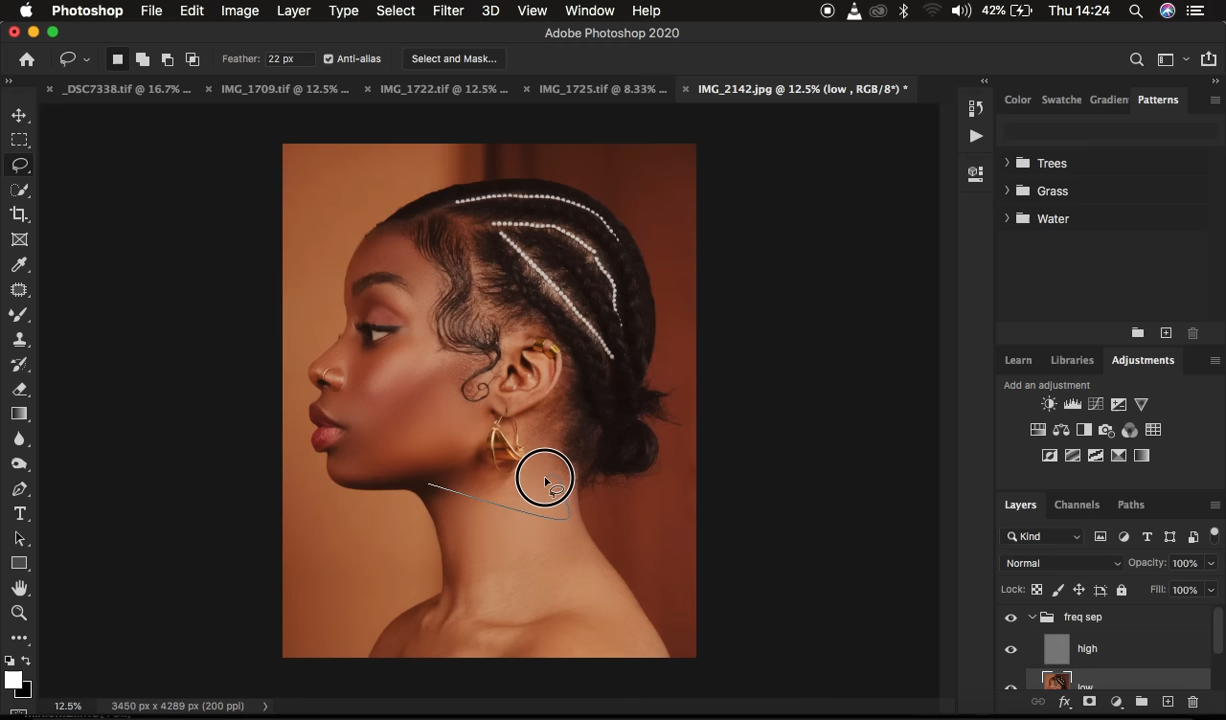 Photoshop File Edit Image Layer Type Select Filter 3D View Window Help 42% Thu 14:24
Adobe Photoshop 2020
Feather: 22 px Anti-alias Select and Mask...
_DSC7338.tif @ 16.7% ... IMG_1709.tif @ 12.5% ... IMG_1722.tif @ 12.5% ... IMG_1725.tif @ 8.33% ... IMG_2142.jpg @ 12.5% (low , RGB/8*) *
Color Swatche Gradien Patterns
Trees
Grass
Water
Learn Libraries Adjustments
Add an adjustment
Layers Channels Paths
Kind
Normal Opacity: 100%
Lock: Fill: 100%
freq sep
high
low
12.5% 3450 px x 4289 px (200 ppi)